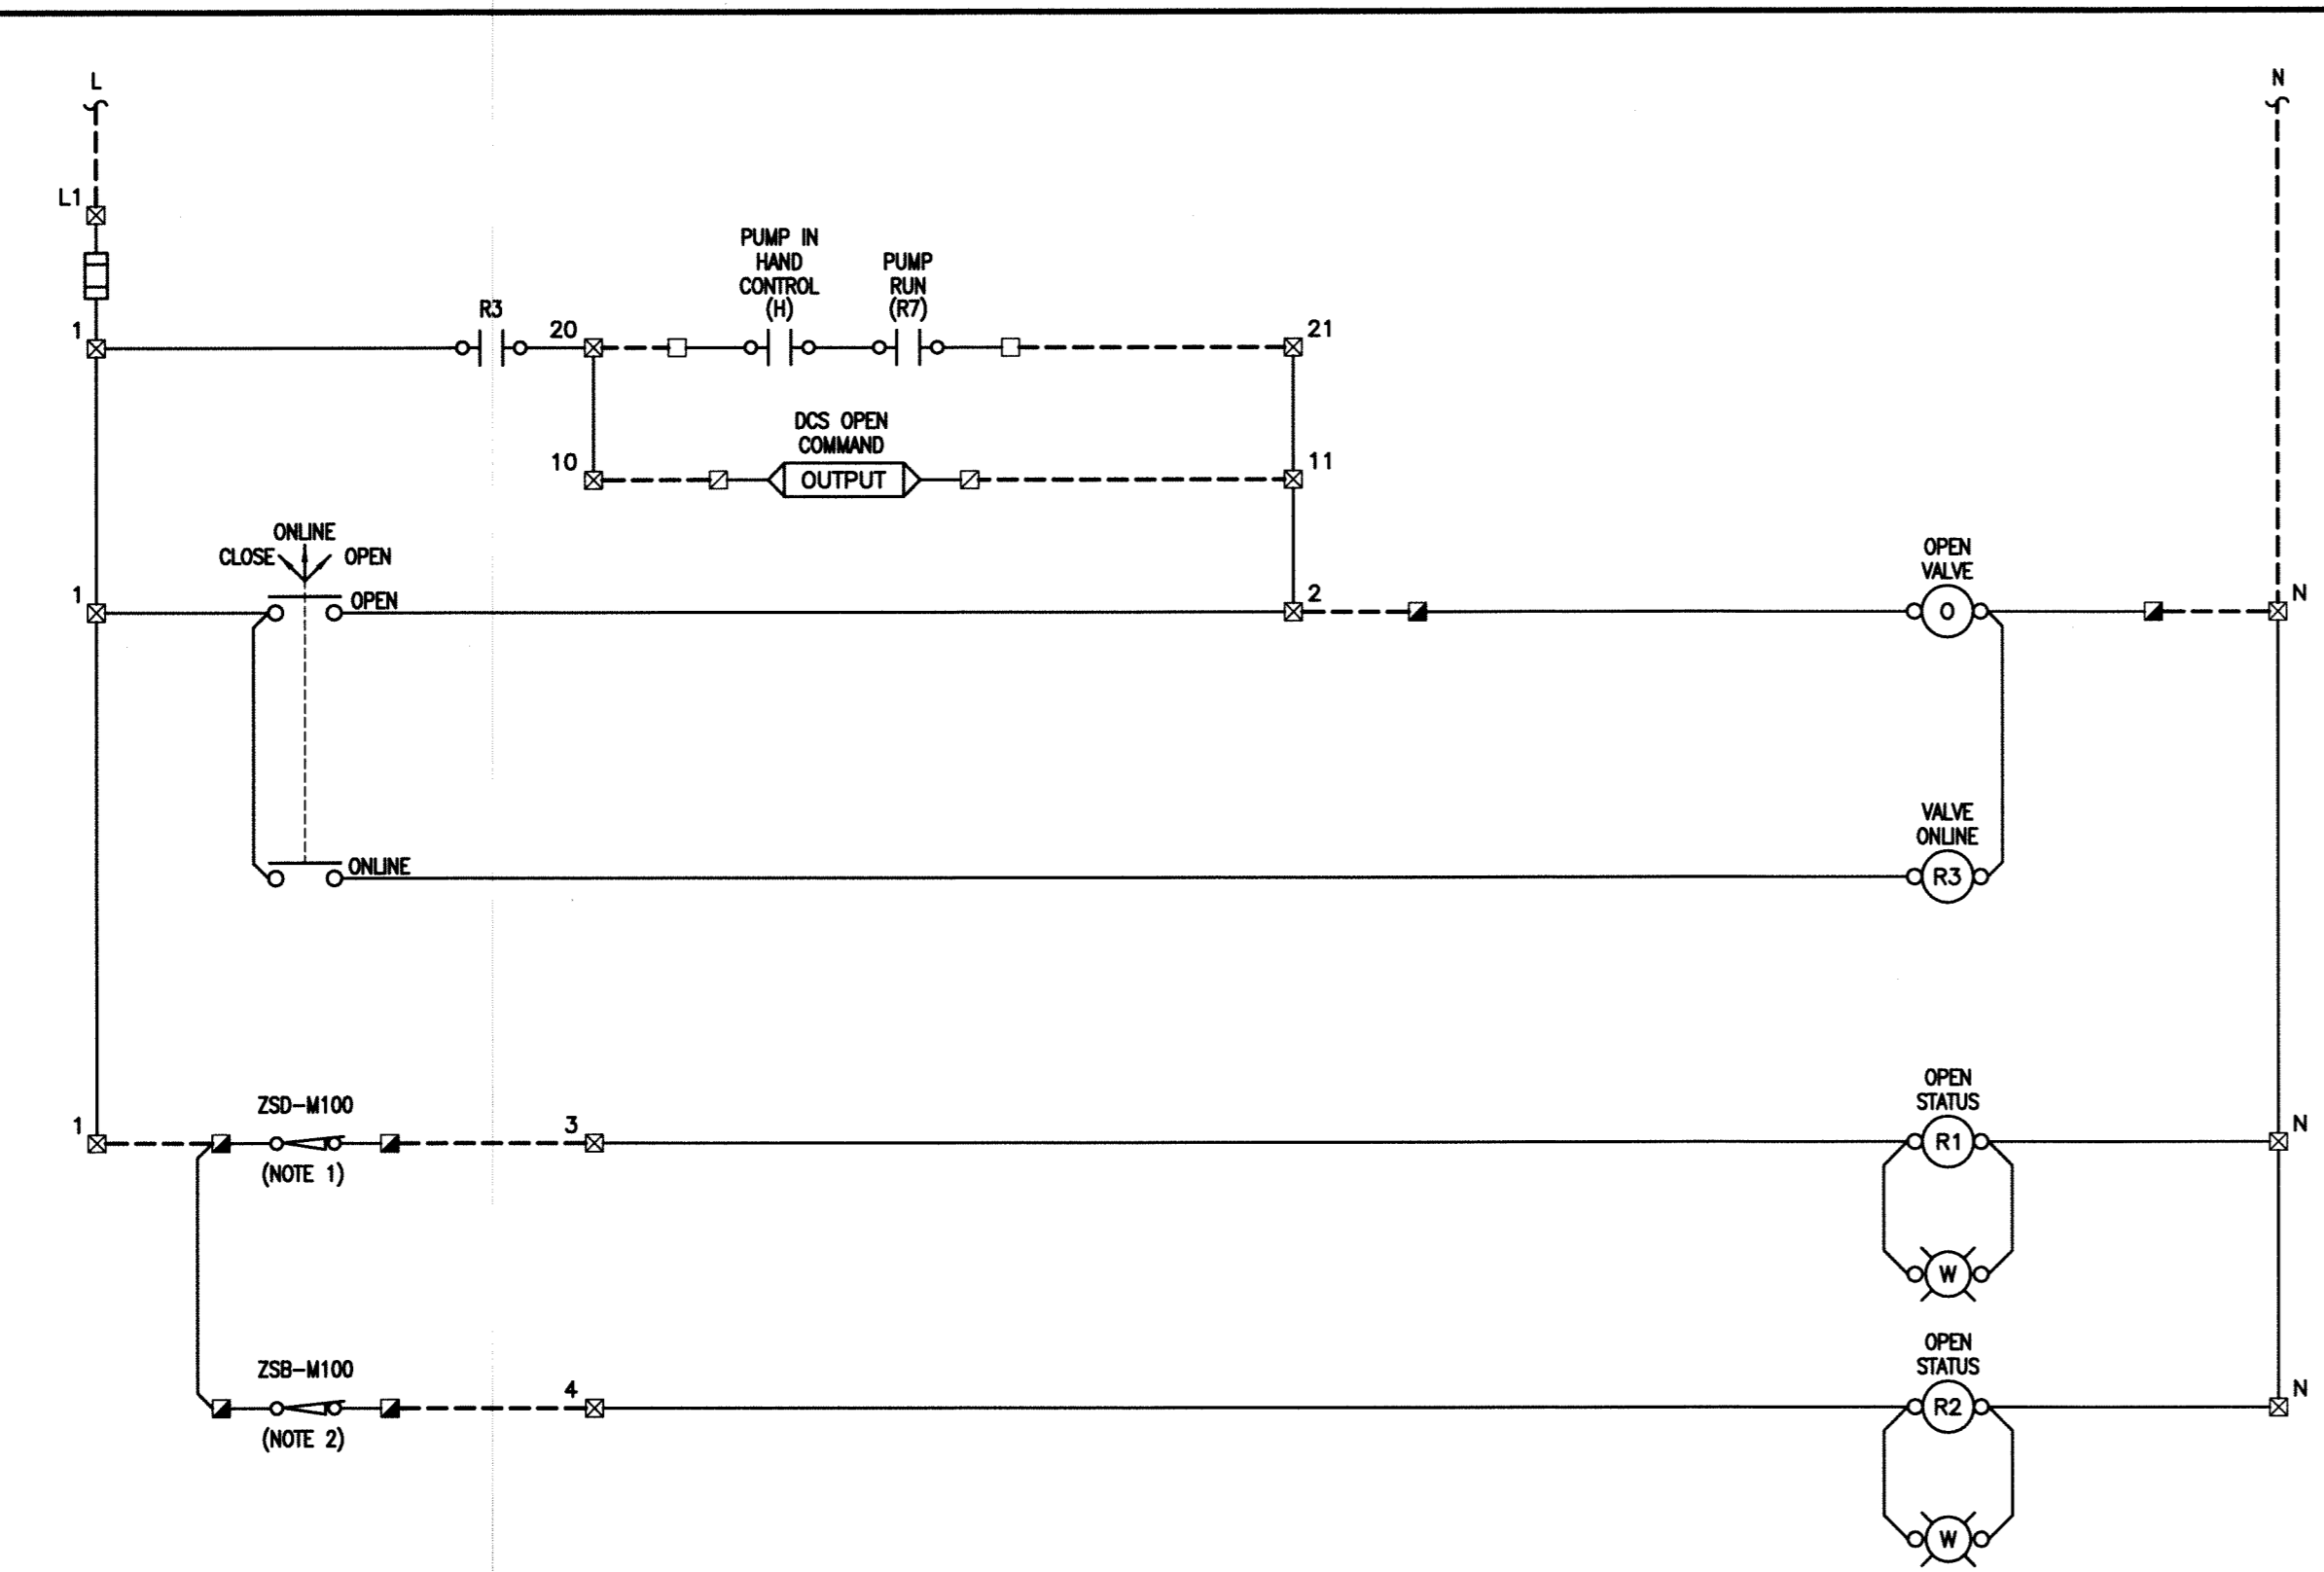 L
N
L1
PUMP IN
HAND
CONTROL
(H)
PUMP
RUN
(R7)
1
R3
20
21
DCS OPEN
COMMAND
10
OUTPUT
11
ONLINE
CLOSE
OPEN
OPEN
VALVE
1
OPEN
2
O
N
VALVE
ONLINE
ONLINE
R3
ZSD-M100
OPEN
STATUS
1
3
R1
N
(NOTE 1)
W
ZSB-M100
OPEN
STATUS
4
R2
N
(NOTE 2)
W